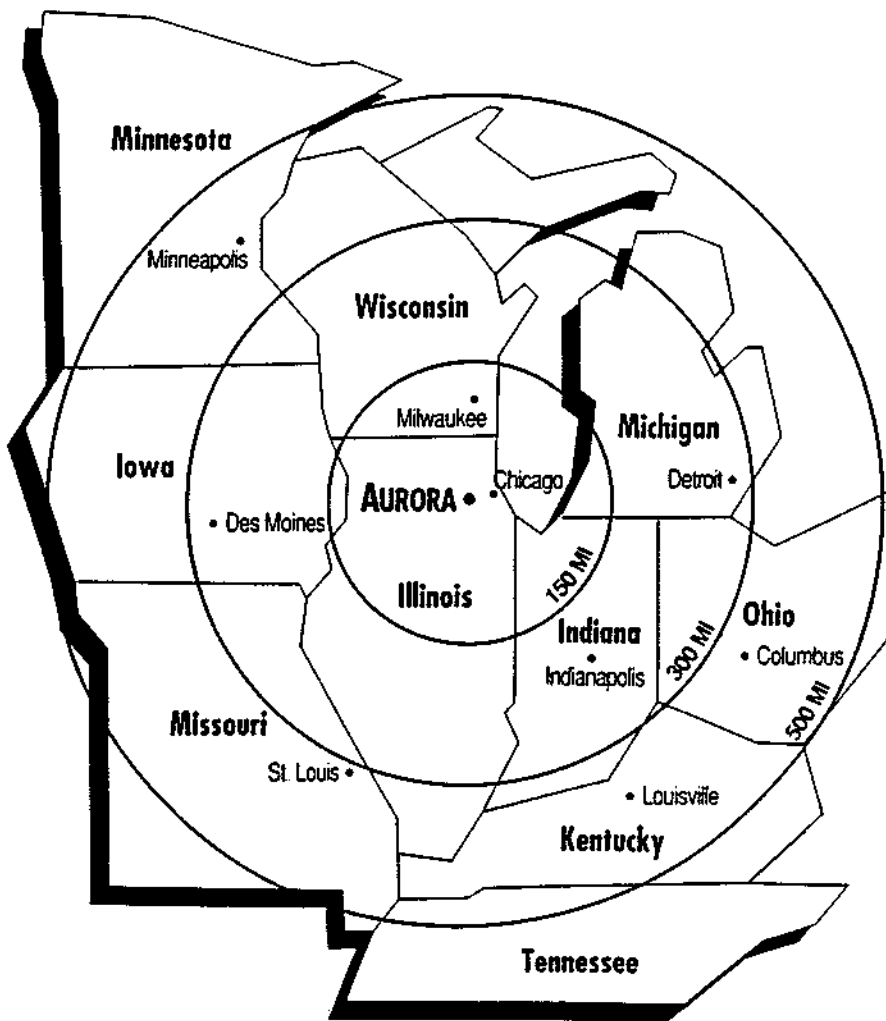 Minnesota
Minneapolis
Wisconsin
Milwaukee
Michigan
Iowa
Detroit
Chicago
AURORA
Des Moines
150 MI
Illinois
Indiana
Ohio
300 MI
Columbus
Indianapolis
500 MI
Missouri
St. Louis
Louisville
Kentucky
Tennessee